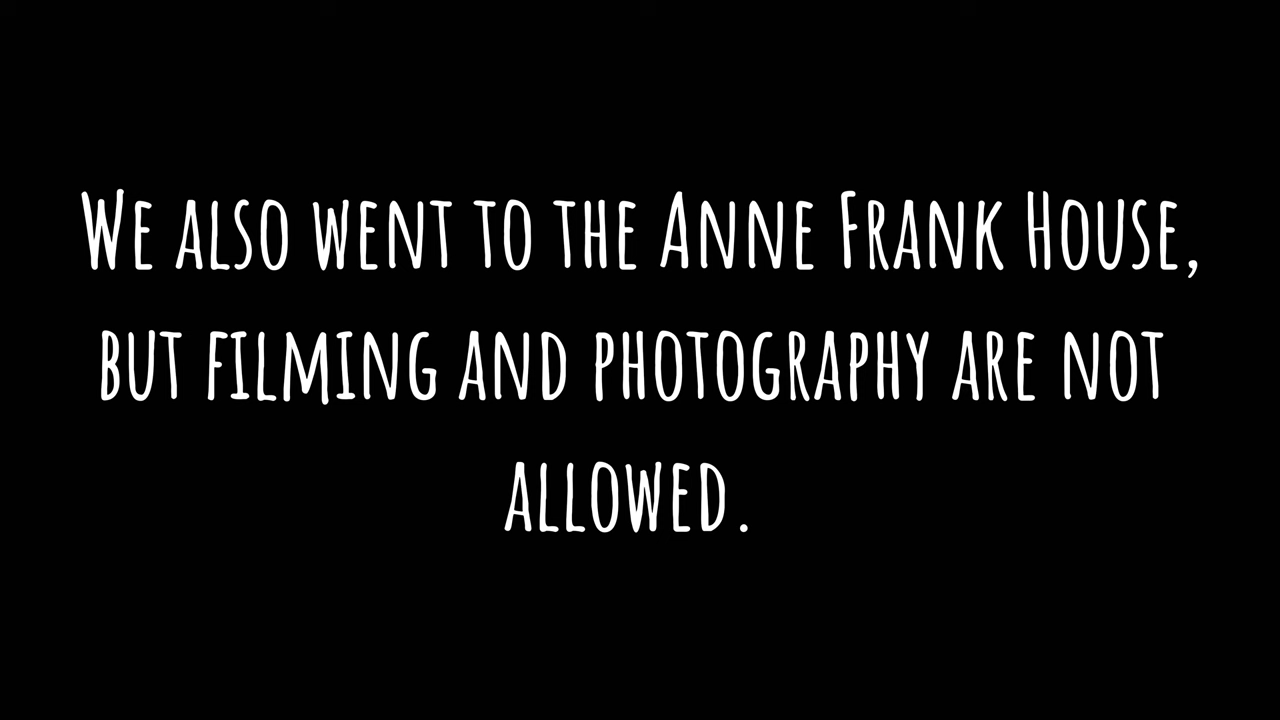 We also went to the Anne Frank House,
but filming and photography are not
allowed.